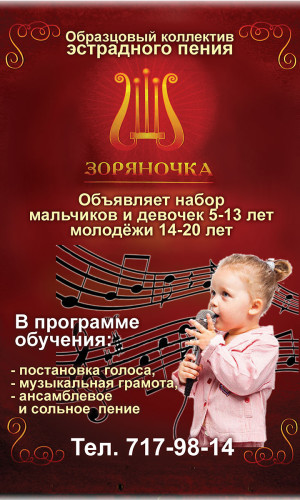 Образцовый коллектив
эстрадного пения
ЗОРЯНОЧКА
Объявляет набор
мальчиков и девочек 5-13 лет
молодёжи 14-20 лет
В программе
обучения:
- постановка голоса,
- музыкальная грамота,
- ансамблевое
и сольное пение
Тел. 717-98-14